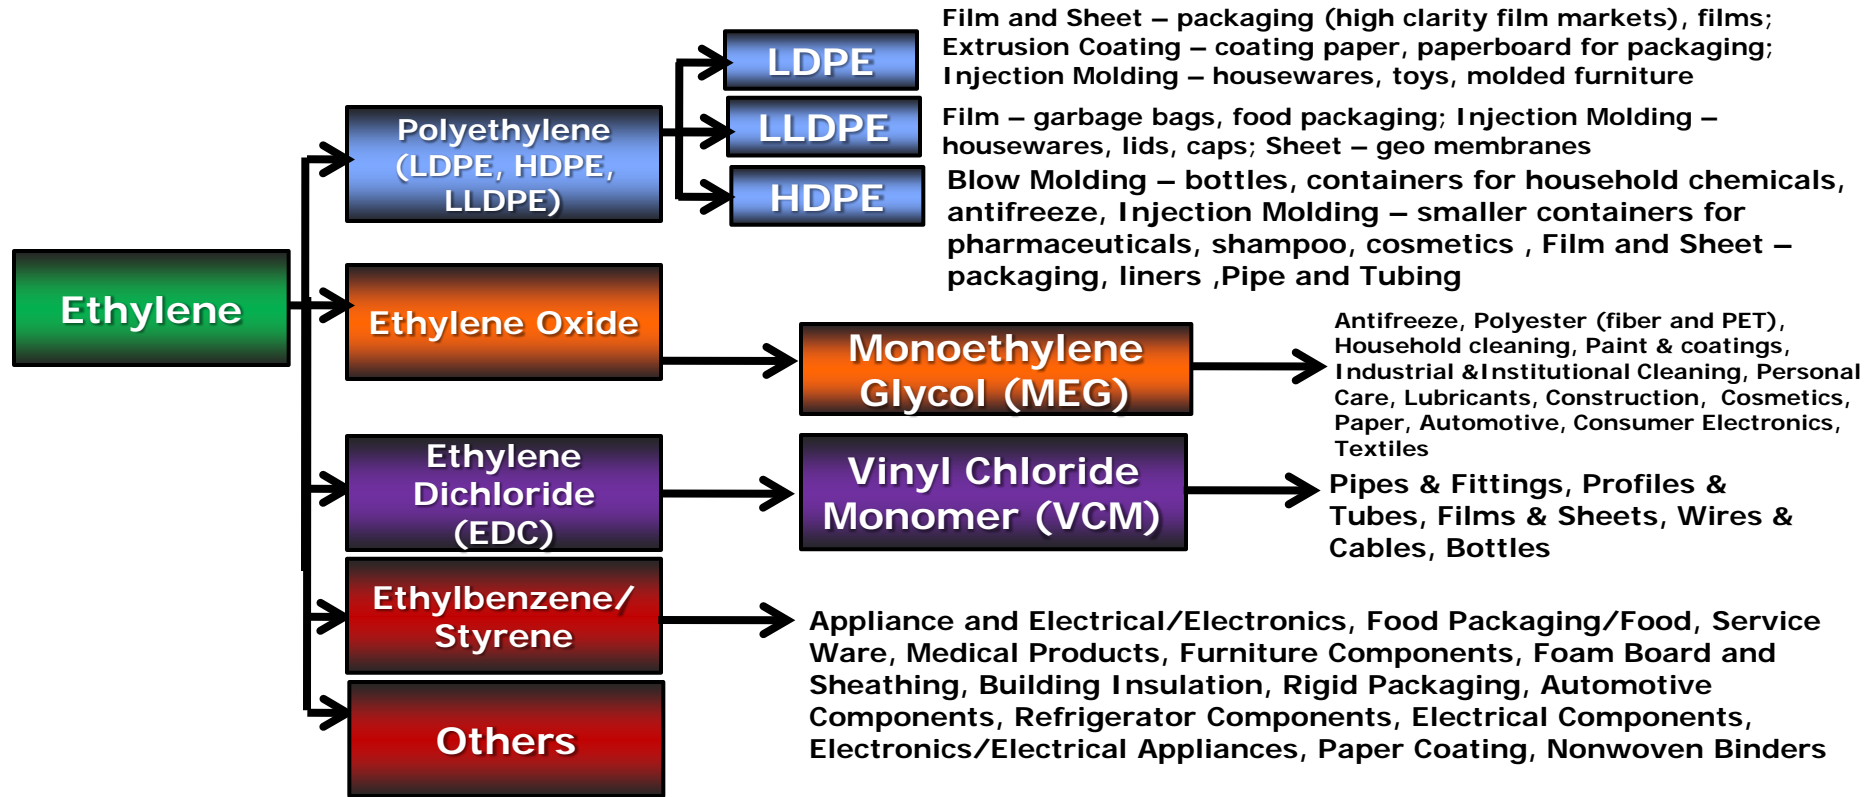 Film and Sheet – packaging (high clarity film markets), films;
Extrusion Coating – coating paper, paperboard for packaging;
Injection Molding – housewares, toys, molded furniture
LDPE
Film – garbage bags, food packaging; Injection Molding –
housewares, lids, caps; Sheet – geo membranes
LLDPE
Polyethylene
(LDPE, HDPE,
LLDPE)
HDPE
Blow Molding – bottles, containers for household chemicals,
antifreeze, Injection Molding – smaller containers for
pharmaceuticals, shampoo, cosmetics , Film and Sheet –
packaging, liners ,Pipe and Tubing
Ethylene
Ethylene Oxide
Monoethylene
Glycol (MEG)
Antifreeze, Polyester (fiber and PET),
Household cleaning, Paint & coatings,
Industrial &Institutional Cleaning, Personal
Care, Lubricants, Construction, Cosmetics,
Paper, Automotive, Consumer Electronics,
Textiles
Ethylene
Dichloride
(EDC)
Vinyl Chloride
Monomer (VCM)
Pipes & Fittings, Profiles &
Tubes, Films & Sheets, Wires &
Cables, Bottles
Ethylbenzene/
Styrene
Appliance and Electrical/Electronics, Food Packaging/Food, Service
Ware, Medical Products, Furniture Components, Foam Board and
Sheathing, Building Insulation, Rigid Packaging, Automotive
Components, Refrigerator Components, Electrical Components,
Electronics/Electrical Appliances, Paper Coating, Nonwoven Binders
Others